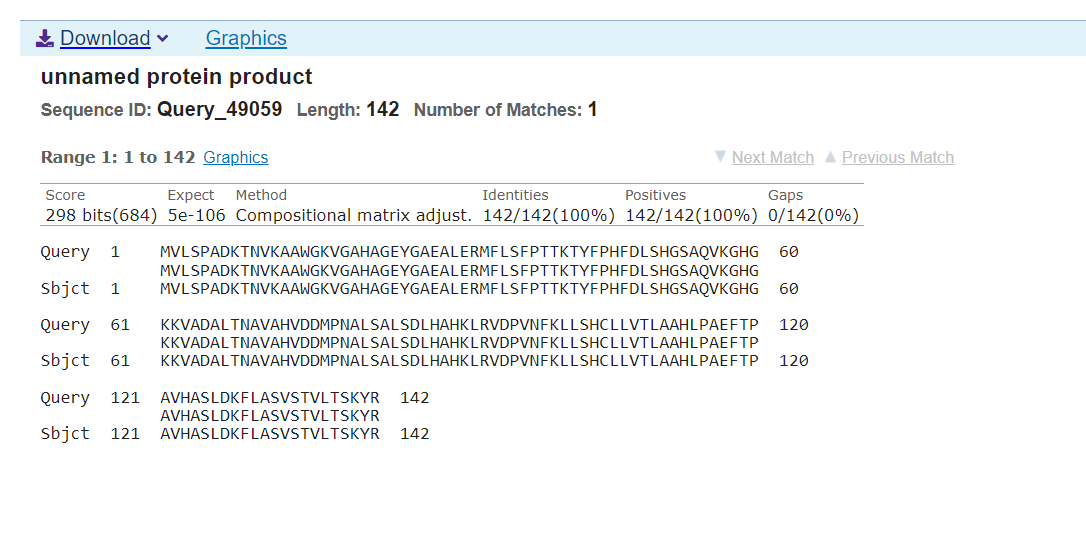 Download Graphics
unnamed protein product
Sequence ID: Query_49059 Length: 142 Number of Matches: 1
Range 1: 1 to 142 Graphics Next Match Previous Match
Score Expect Method Identities Positives Gaps
298 bits(684) 5e-106 Compositional matrix adjust. 142/142(100%) 142/142(100%) 0/142(0%)
Query 1 MVLSPADKTNVKAAWGKVGAHAGEYGAEALERMFLSFPTTKTYFPHFDLSHGSAQVKGHG 60
MVLSPADKTNVKAAWGKVGAHAGEYGAEALERMFLSFPTTKTYFPHFDLSHGSAQVKGHG
Sbjct 1 MVLSPADKTNVKAAWGKVGAHAGEYGAEALERMFLSFPTTKTYFPHFDLSHGSAQVKGHG 60
Query 61 KKVADALTNAVAHVDDMPNALSALSDLHAHKLRVDPVNFKLLSHCLLVTLAAHLPAEFTP 120
KKVADALTNAVAHVDDMPNALSALSDLHAHKLRVDPVNFKLLSHCLLVTLAAHLPAEFTP
Sbjct 61 KKVADALTNAVAHVDDMPNALSALSDLHAHKLRVDPVNFKLLSHCLLVTLAAHLPAEFTP 120
Query 121 AVHASLDKFLASVSTVLTSKYR 142
AVHASLDKFLASVSTVLTSKYR
Sbjct 121 AVHASLDKFLASVSTVLTSKYR 142